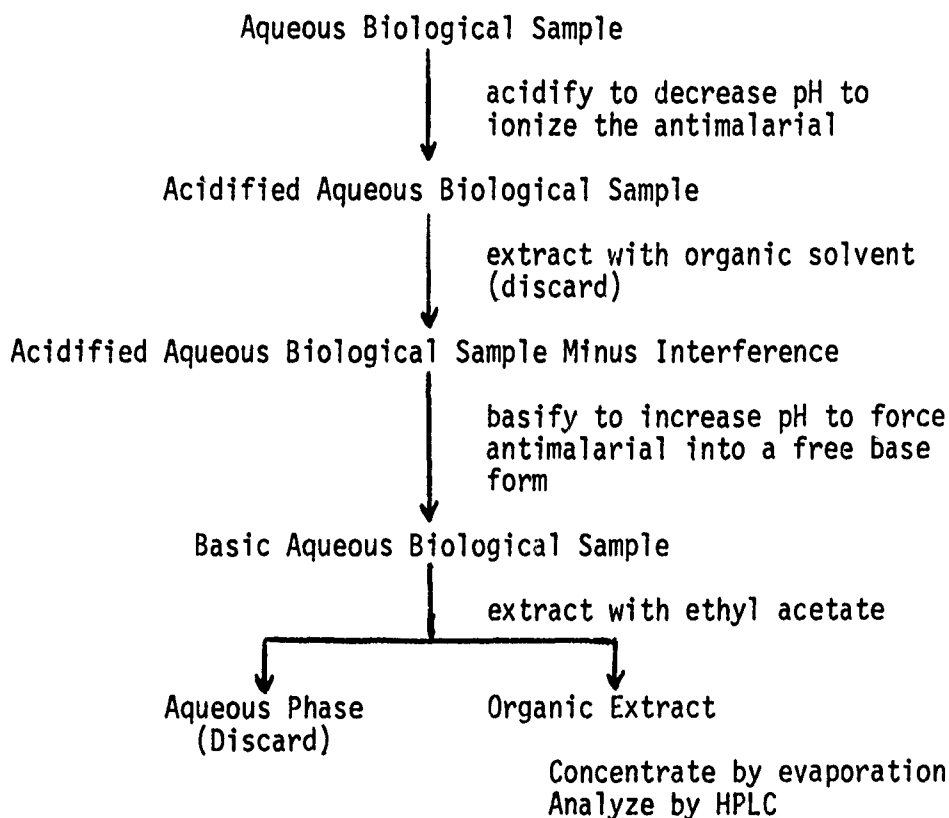 Aqueous Biological Sample
acidify to decrease pH to
ionize the antimalarial
Acidified Aqueous Biological Sample
extract with organic solvent
(discard)
Acidified Aqueous Biological Sample Minus Interference
basify to increase pH to force
antimalarial into a free base
form
Basic Aqueous Biological Sample
extract with ethyl acetate
Aqueous Phase
(Discard)
Organic Extract
Concentrate by evaporation
Analyze by HPLC